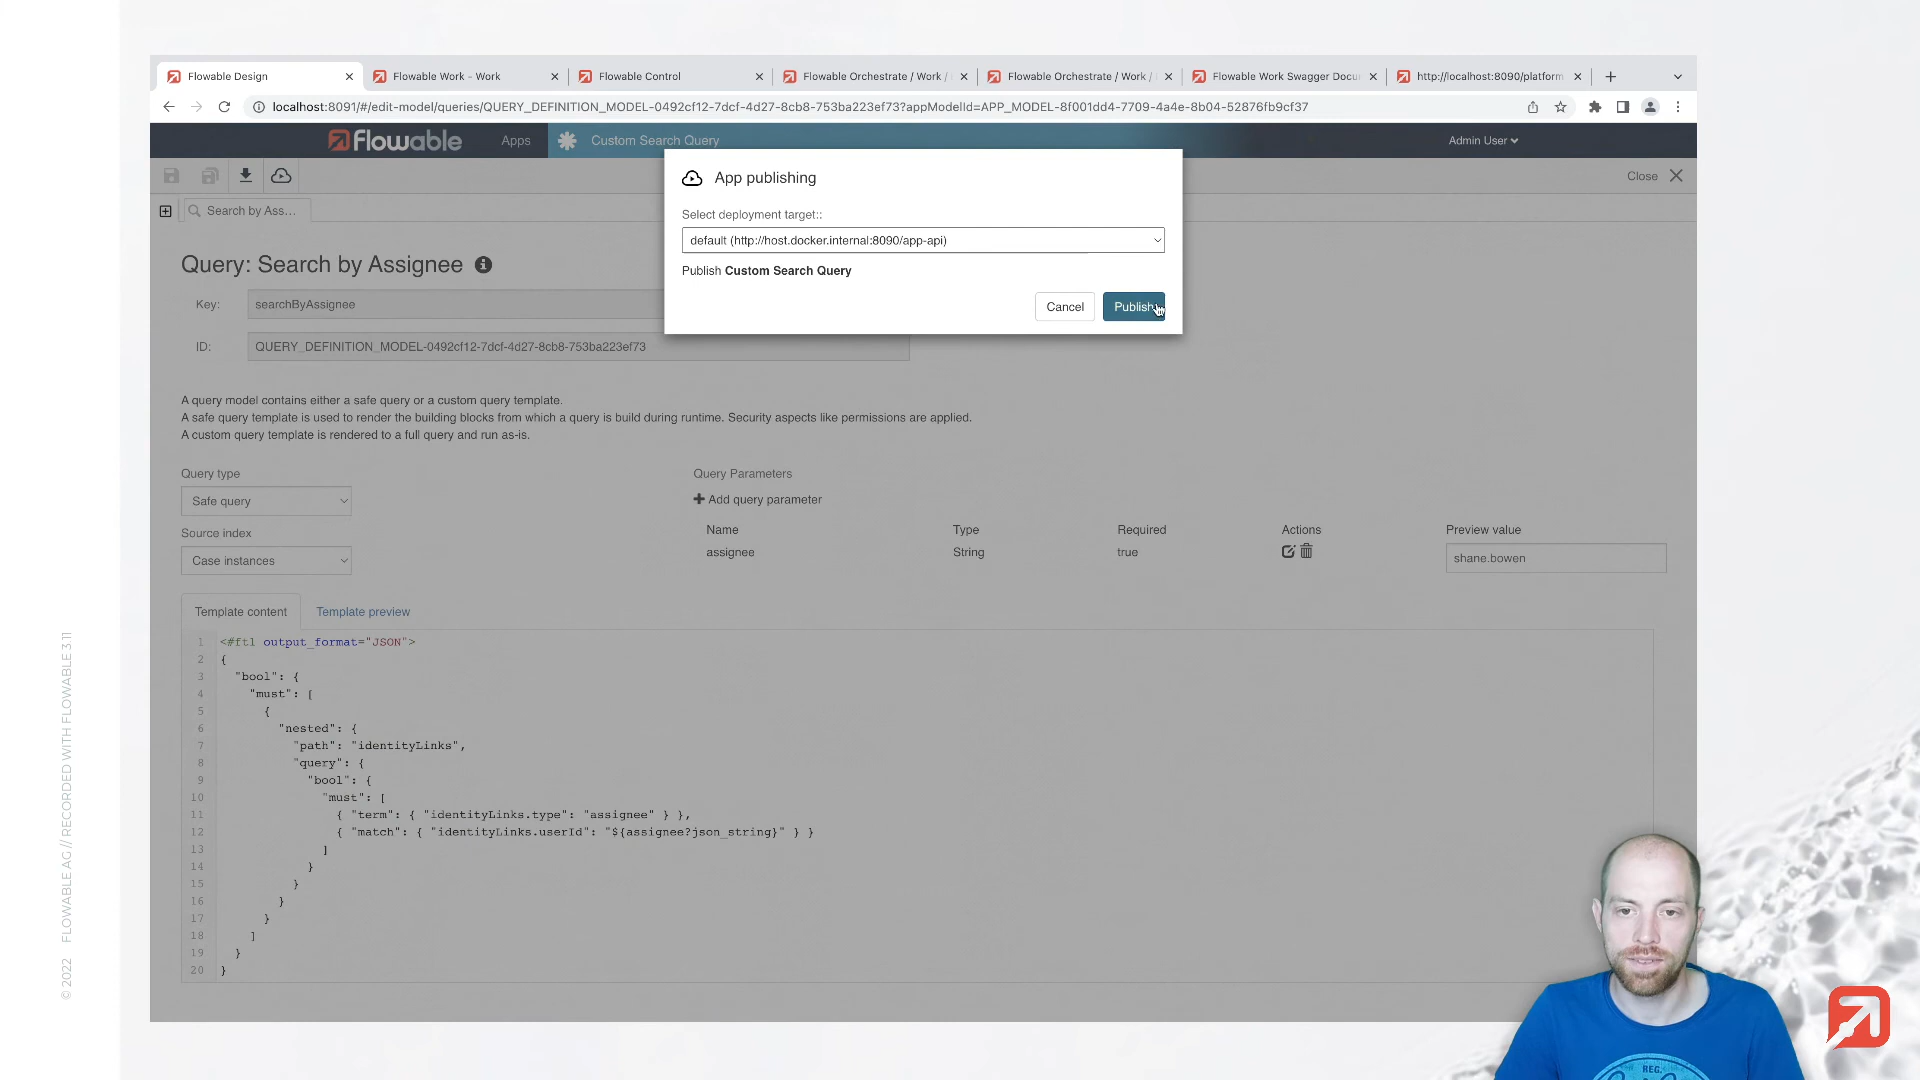 Flowable Design
Flowable Work - Work
Flowable Control
Flowable Orchestrate / Work /
Flowable Orchestrate / Work /
Flowable Work Swagger Docu
http://localhost:8090/platform
localhost:8091/#/edit-model/queries/QUERY_DEFINITION_MODEL-0492cf12-7dcf-4d27-8cb8-753ba223ef73?appModelId=APP_MODEL-8f001dd4-7709-4a4e-8b04-52876fb9cf37
Flowable
Apps
Custom Search Query
Admin User
Close
Search by Ass...
App publishing
Select deployment target::
default (http://host.docker.internal:8090/app-api)
Publish Custom Search Query
Cancel
Publish
Query: Search by Assignee
Key:
searchByAssignee
ID:
QUERY_DEFINITION_MODEL-0492cf12-7dcf-4d27-8cb8-753ba223ef73
A query model contains either a safe query or a custom query template.
A safe query template is used to render the building blocks from which a query is build during runtime. Security aspects like permissions are applied.
A custom query template is rendered to a full query and run as-is.
Query type
Safe query
Source index
Case instances
Query Parameters
Add query parameter
Name Type Required Actions Preview value
assignee String true shane.bowen
Template content
Template preview
1 <#ftl output_format="JSON">
2 {
3 "bool": {
4 "must": [
5 {
6 "nested": {
7 "path": "identityLinks",
8 "query": {
9 "bool": {
10 "must": [
11 { "term": { "identityLinks.type": "assignee" } },
12 { "match": { "identityLinks.userId": "${assignee?json_string}" } }
13 ]
14 }
15 }
16 }
17 }
18 ]
19 }
20 }
© 2022 FLOWABLE AG // RECORDED WITH FLOWABLE 3.11
REG.